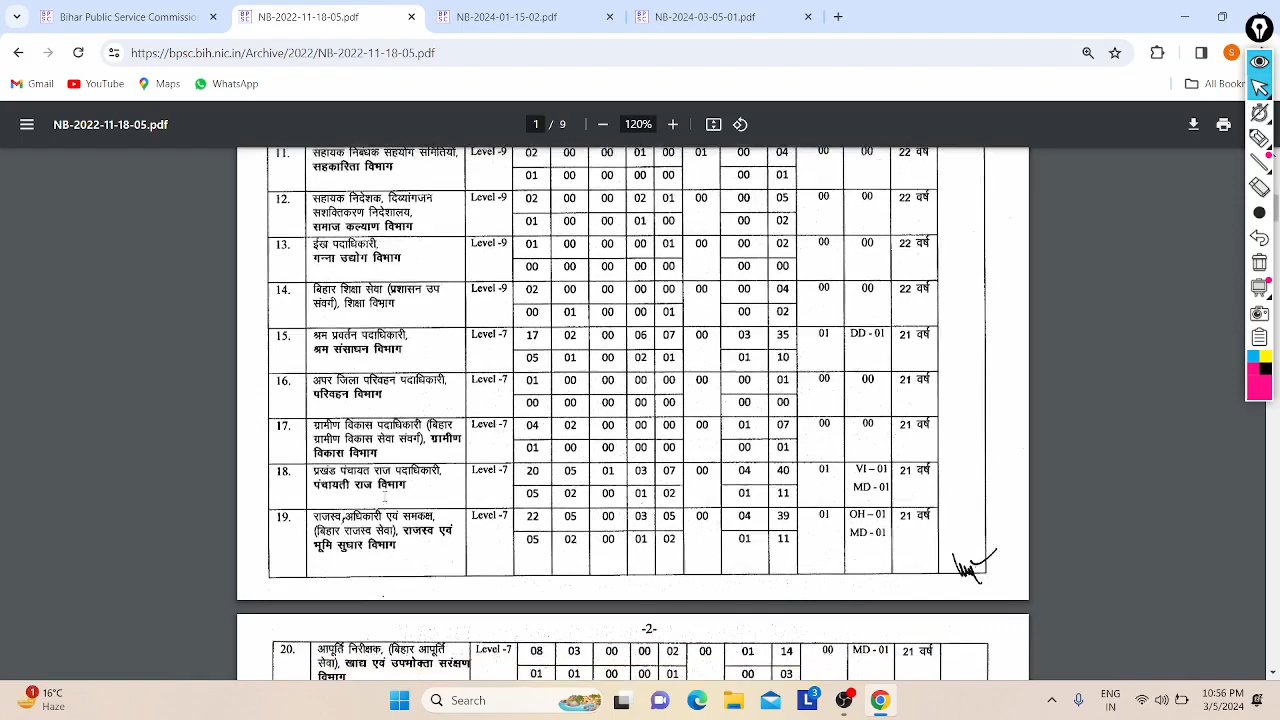 Bihar Public Service Commission
NB-2022-11-18-05.pdf
NB-2024-01-15-02.pdf
NB-2024-03-05-01.pdf
https://bpsc.bih.nic.in/Archive/2022/NB-2022-11-18-05.pdf
Gmail YouTube Maps WhatsApp All Bookr
NB-2022-11-18-05.pdf 1 / 9 120%
11. सहायक निबंधक सहयोग समितियाँ, Level -9 02 00 00 01 00 01 00 04 00 00 22 वर्ष
सहकारिता विभाग 01 00 00 00 00 00 01
12. सहायक निदेशक, दिव्यांगजन Level -9 02 00 00 02 01 00 00 05 00 00 22 वर्ष
सशक्तिकरण निदेशालय,
समाज कल्याण विभाग 01 00 00 01 00 00 02
13. ईख पदाधिकारी, Level -9 01 00 00 00 01 00 00 02 00 00 22 वर्ष
गन्ना उद्योग विभाग 00 00 00 00 00 00 00
14. बिहार शिक्षा सेवा (प्रशासन उप Level -9 02 00 00 00 00 00 00 04 00 00 22 वर्ष
संवर्ग), शिक्षा विभाग 00 01 00 00 01 00 02
15. श्रम प्रवर्तन पदाधिकारी, Level -7 17 02 00 06 07 00 03 35 01 DD - 01 21 वर्ष
श्रम संसाधन विभाग 05 01 00 02 01 01 10
16. अपर जिला परिवहन पदाधिकारी, Level -7 01 00 00 00 00 00 00 01 00 00 21 वर्ष
परिवहन विभाग 00 00 00 00 00 00 00
17. ग्रामीण विकास पदाधिकारी (बिहार Level -7 04 02 00 00 00 00 01 07 00 00 21 वर्ष
ग्रामीण विकास सेवा संवर्ग), ग्रामीण
विकास विभाग 01 00 00 00 00 00 01
18. प्रखंड पंचायत राज पदाधिकारी, Level -7 20 05 01 03 07 00 04 40 01 VI – 01 21 वर्ष
पंचायती राज विभाग 05 02 00 01 02 01 11 MD - 01
19. राजस्व अधिकारी एवं समकक्ष, Level -7 22 05 00 03 05 00 04 39 01 OH – 01 21 वर्ष
(बिहार राजस्व सेवा), राजस्व एवं MD - 01
भूमि सुधार विभाग 05 02 00 01 02 01 11
-2-
20. आपूर्ति निरीक्षक, (बिहार आपूर्ति Level -7 08 03 00 00 02 00 01 14 00 MD - 01 21 वर्ष
सेवा), खाद्य एवं उपभोक्ता संरक्षण
विभाग 01 01 00 00 01 00 03
16°C
Haze
1
Search
3
ENG
IN
10:56 PM
3/5/2024
S